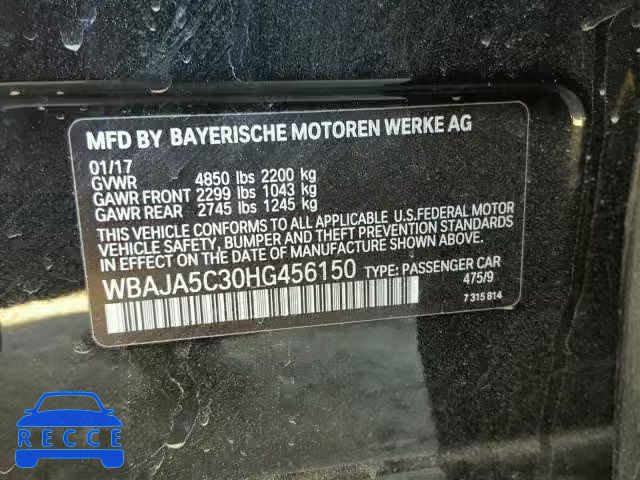 MFD BY BAYERISCHE MOTOREN WERKE AG
01/17
GVWR 4850 lbs 2200 kg
GAWR FRONT 2299 lbs 1043 kg
GAWR REAR 2745 lbs 1245 kg
THIS VEHICLE CONFORMS TO ALL APPLICABLE U.S.FEDERAL MOTOR
VEHICLE SAFETY, BUMPER AND THEFT PREVENTION STANDARDS
IN EFFECT ON THE DATE OF MANUFACTURE SHOWN ABOVE.
WBAJA5C30HG456150 TYPE: PASSENGER CAR
475/9
7 315 814
RECCE